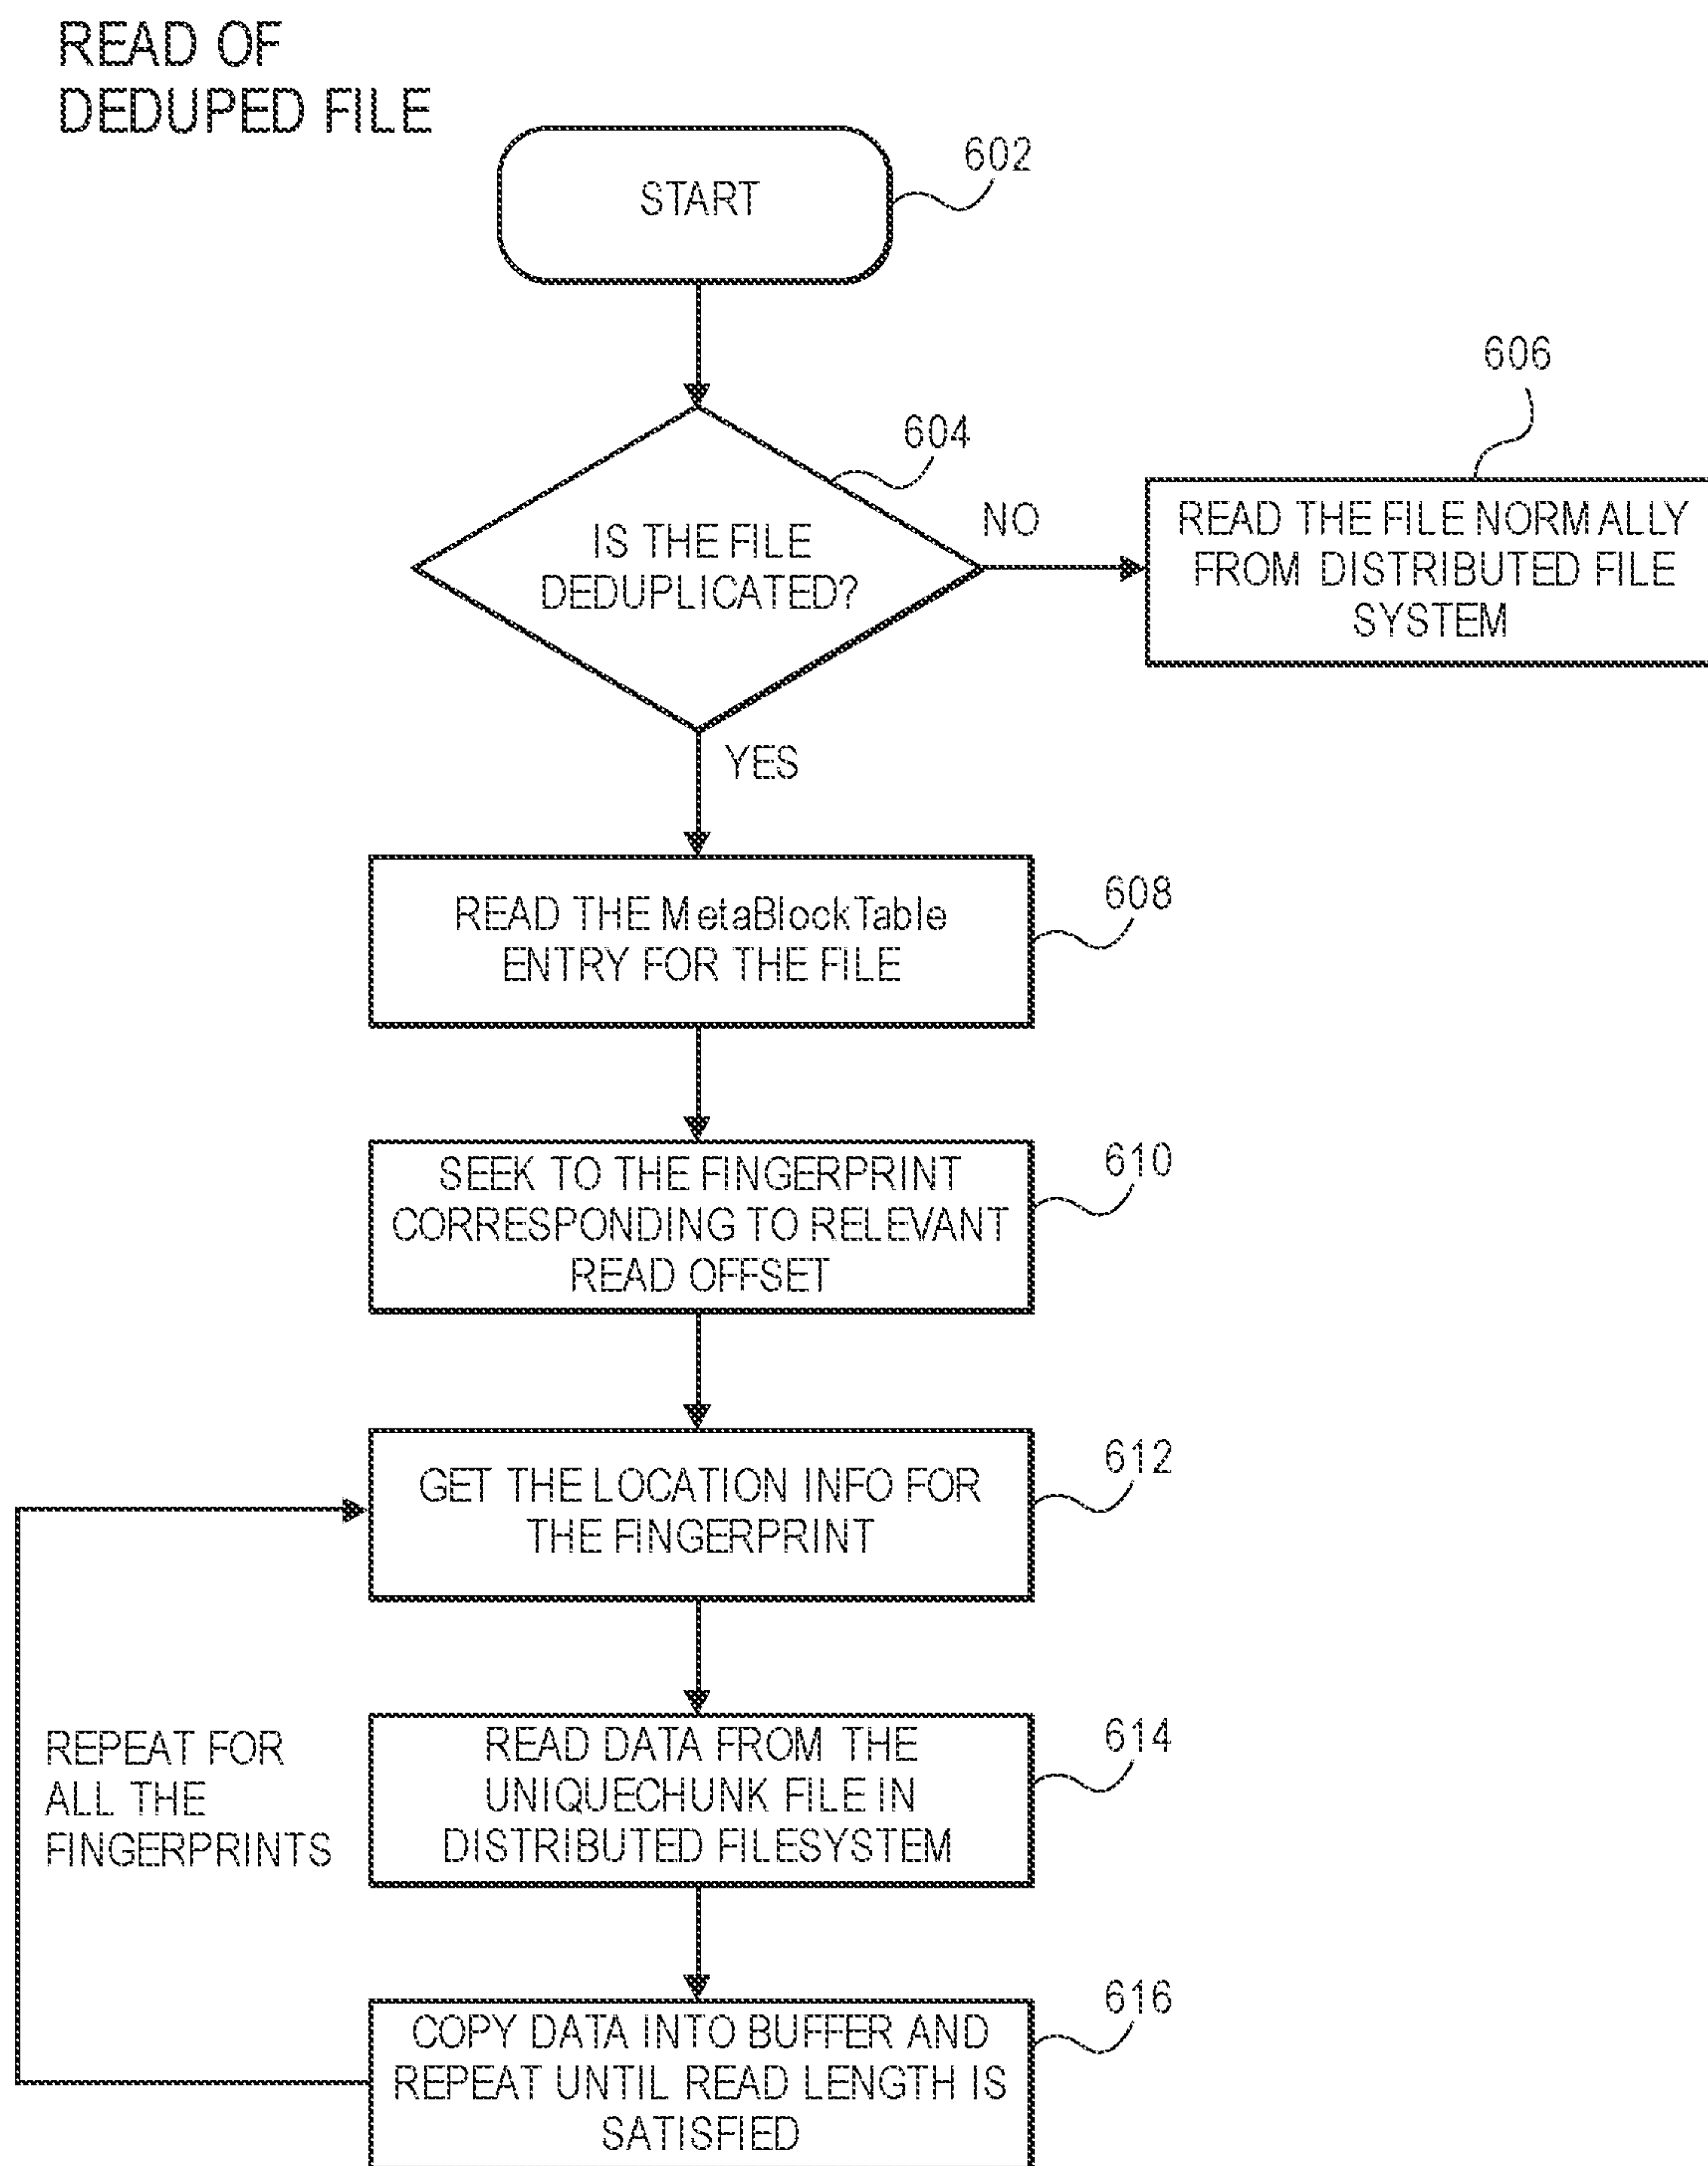 READ OF
DEDUPED FILE
START
602
604
IS THE FILE
DEDUPLICATED?
NO
606
READ THE FILE NORMALLY
FROM DISTRIBUTED FILE
SYSTEM
YES
READ THE MetaBlockTable
ENTRY FOR THE FILE
608
SEEK TO THE FINGERPRINT
CORRESPONDING TO RELEVANT
READ OFFSET
610
GET THE LOCATION INFO FOR
THE FINGERPRINT
612
READ DATA FROM THE
UNIQUECHUNK FILE IN
DISTRIBUTED FILESYSTEM
614
REPEAT FOR
ALL THE
FINGERPRINTS
COPY DATA INTO BUFFER AND
REPEAT UNTIL READ LENGTH IS
SATISFIED
616